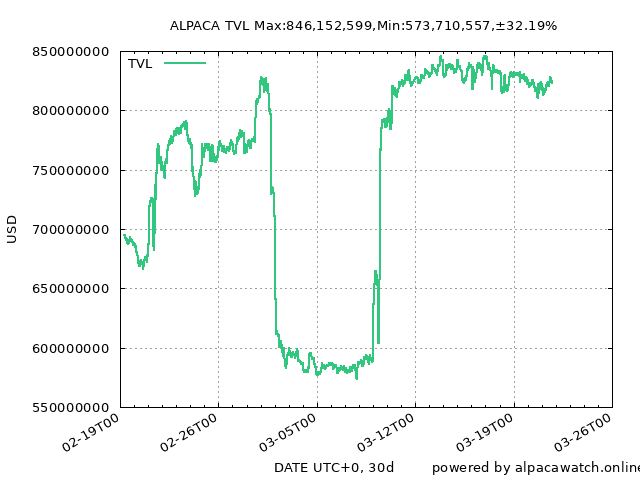 ALPACA TVL Max:846,152,599,Min:573,710,557,±32.19%
TVL
850000000
800000000
750000000
700000000
650000000
600000000
550000000
USD
02-19T00
02-26T00
03-05T00
03-12T00
03-19T00
03-26T00
DATE UTC+0, 30d
powered by alpacawatch.online